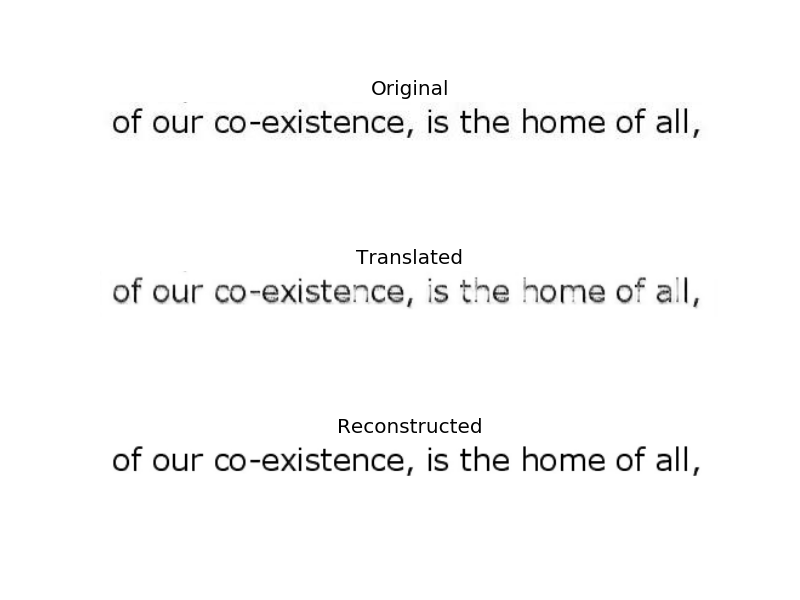 Original
of our co-existence, is the home of all,
Translated
of our co-existence, is the home of all,
Reconstructed
of our co-existence, is the home of all,